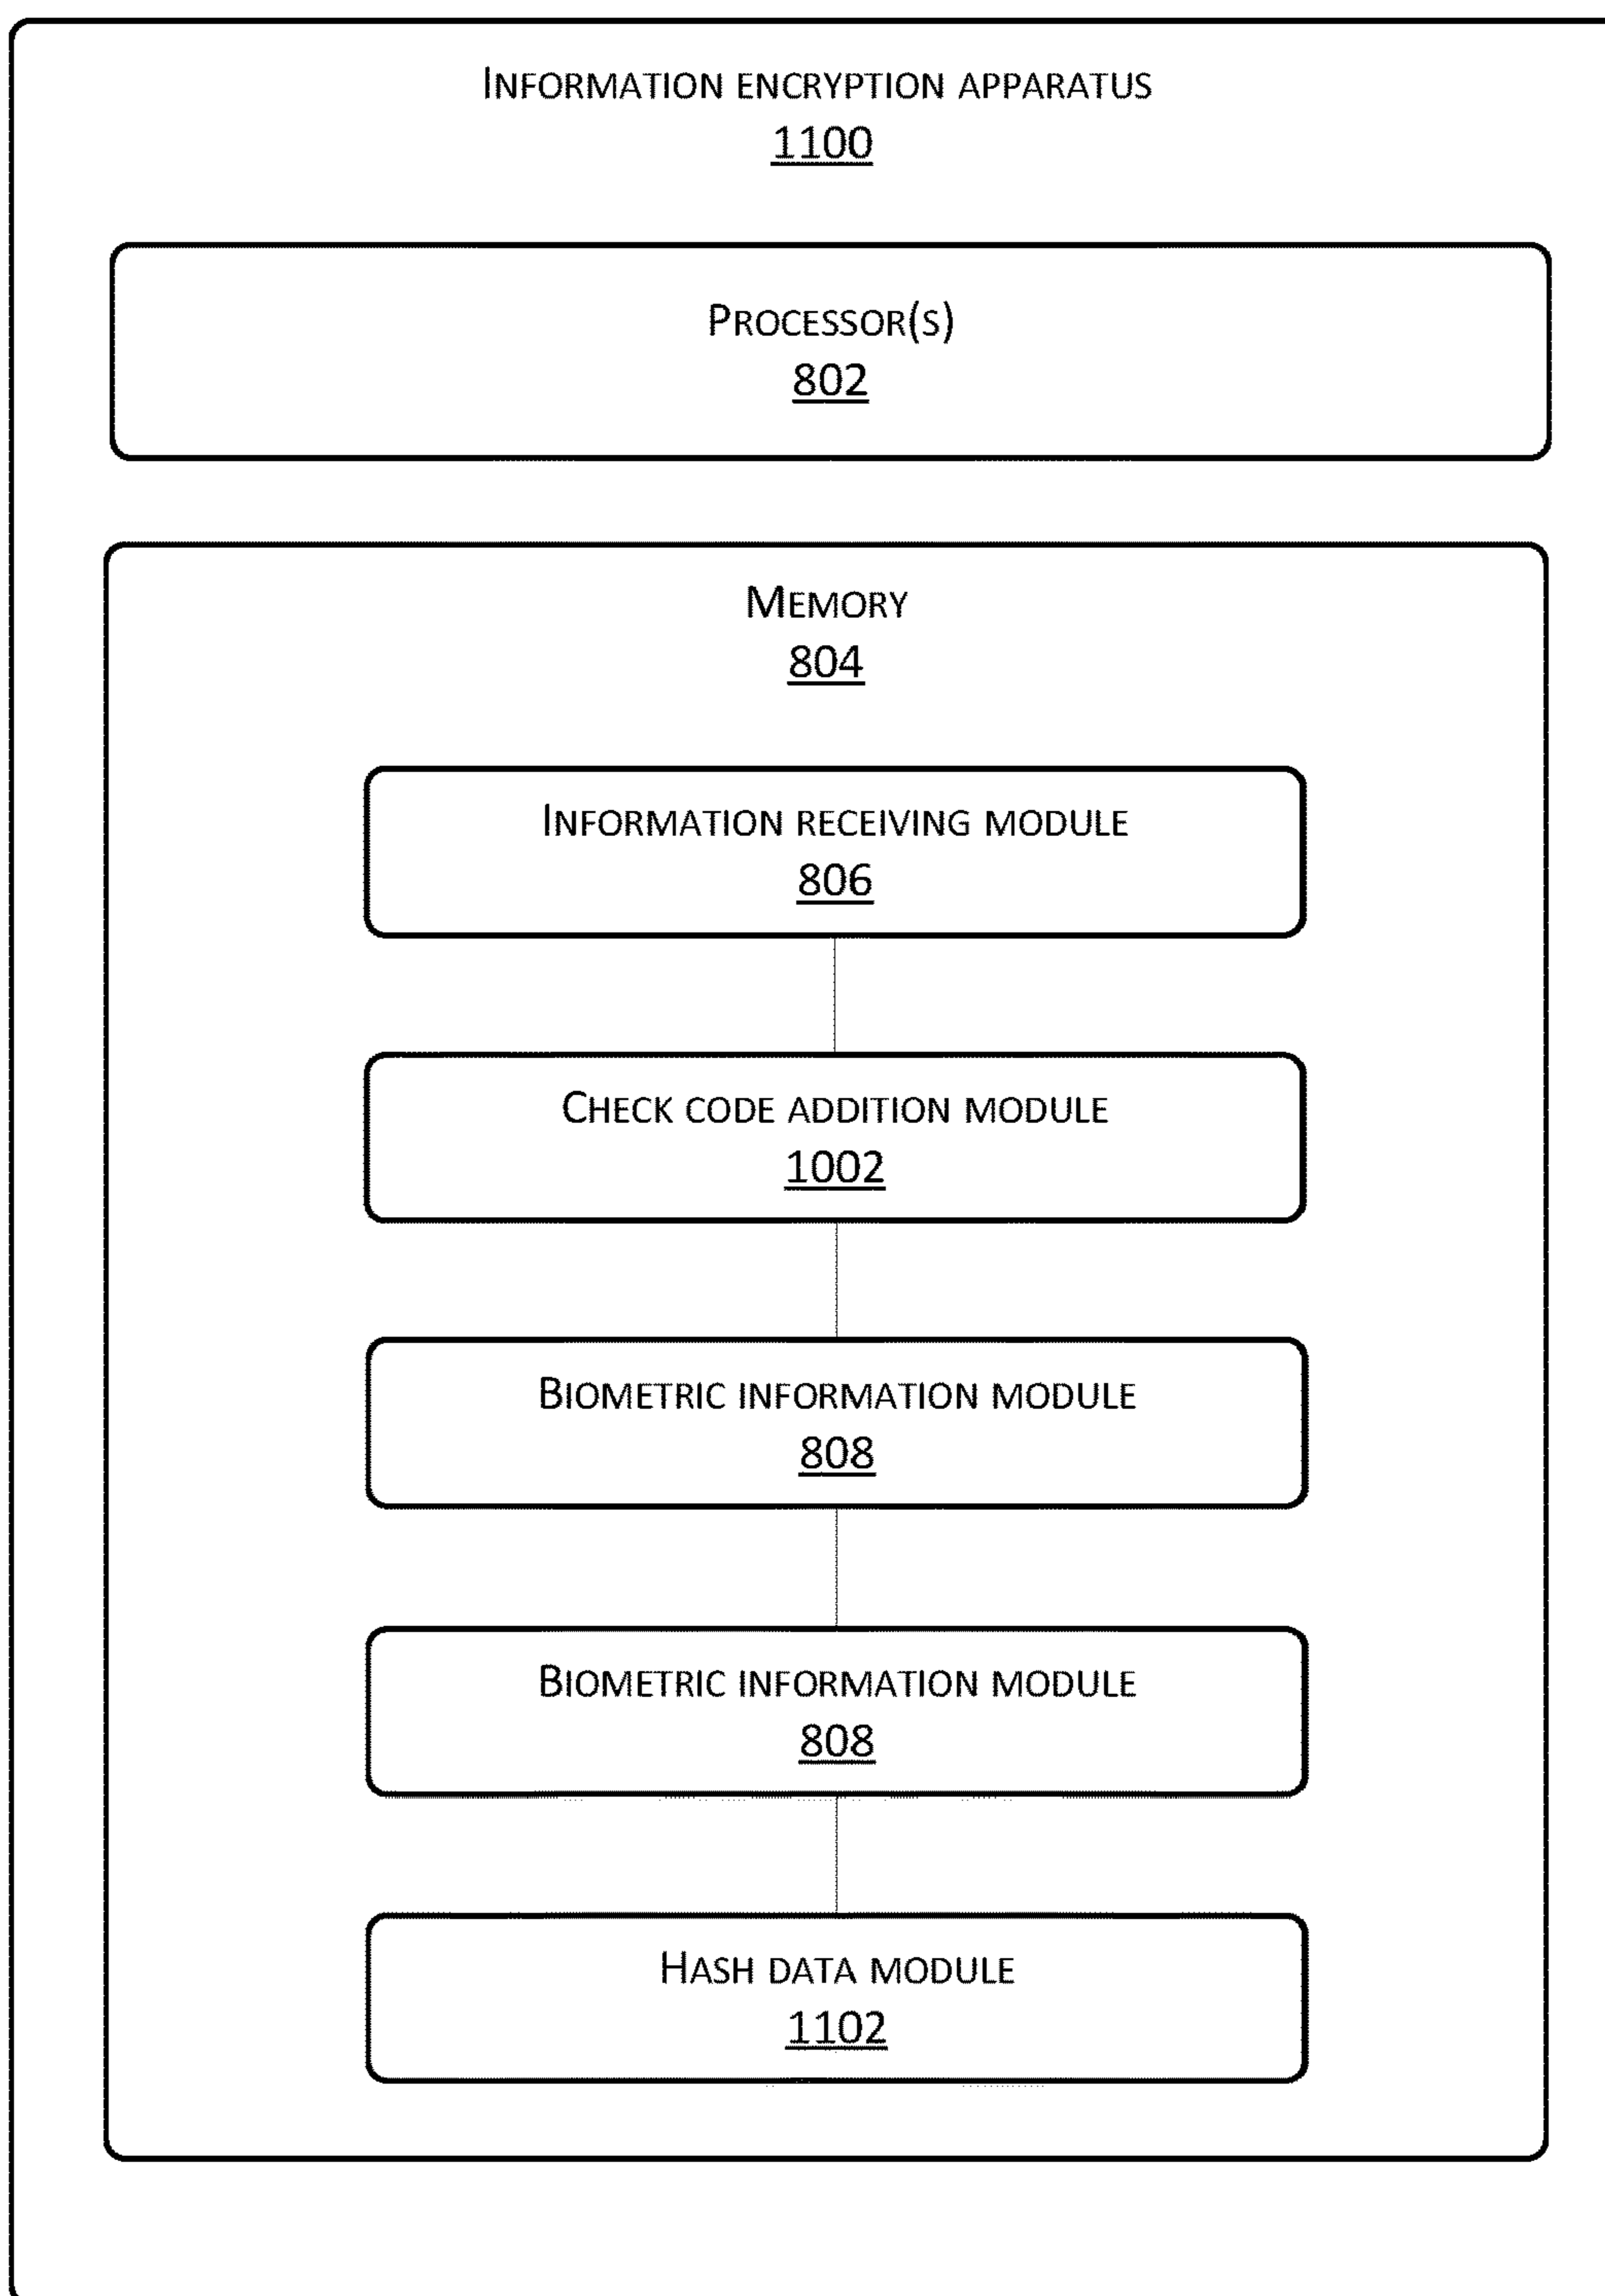 INFORMATION ENCRYPTION APPARATUS
1100
PROCESSOR(S)
802
MEMORY
804
INFORMATION RECEIVING MODULE
806
CHECK CODE ADDITION MODULE
1002
BIOMETRIC INFORMATION MODULE
808
BIOMETRIC INFORMATION MODULE
808
HASH DATA MODULE
1102